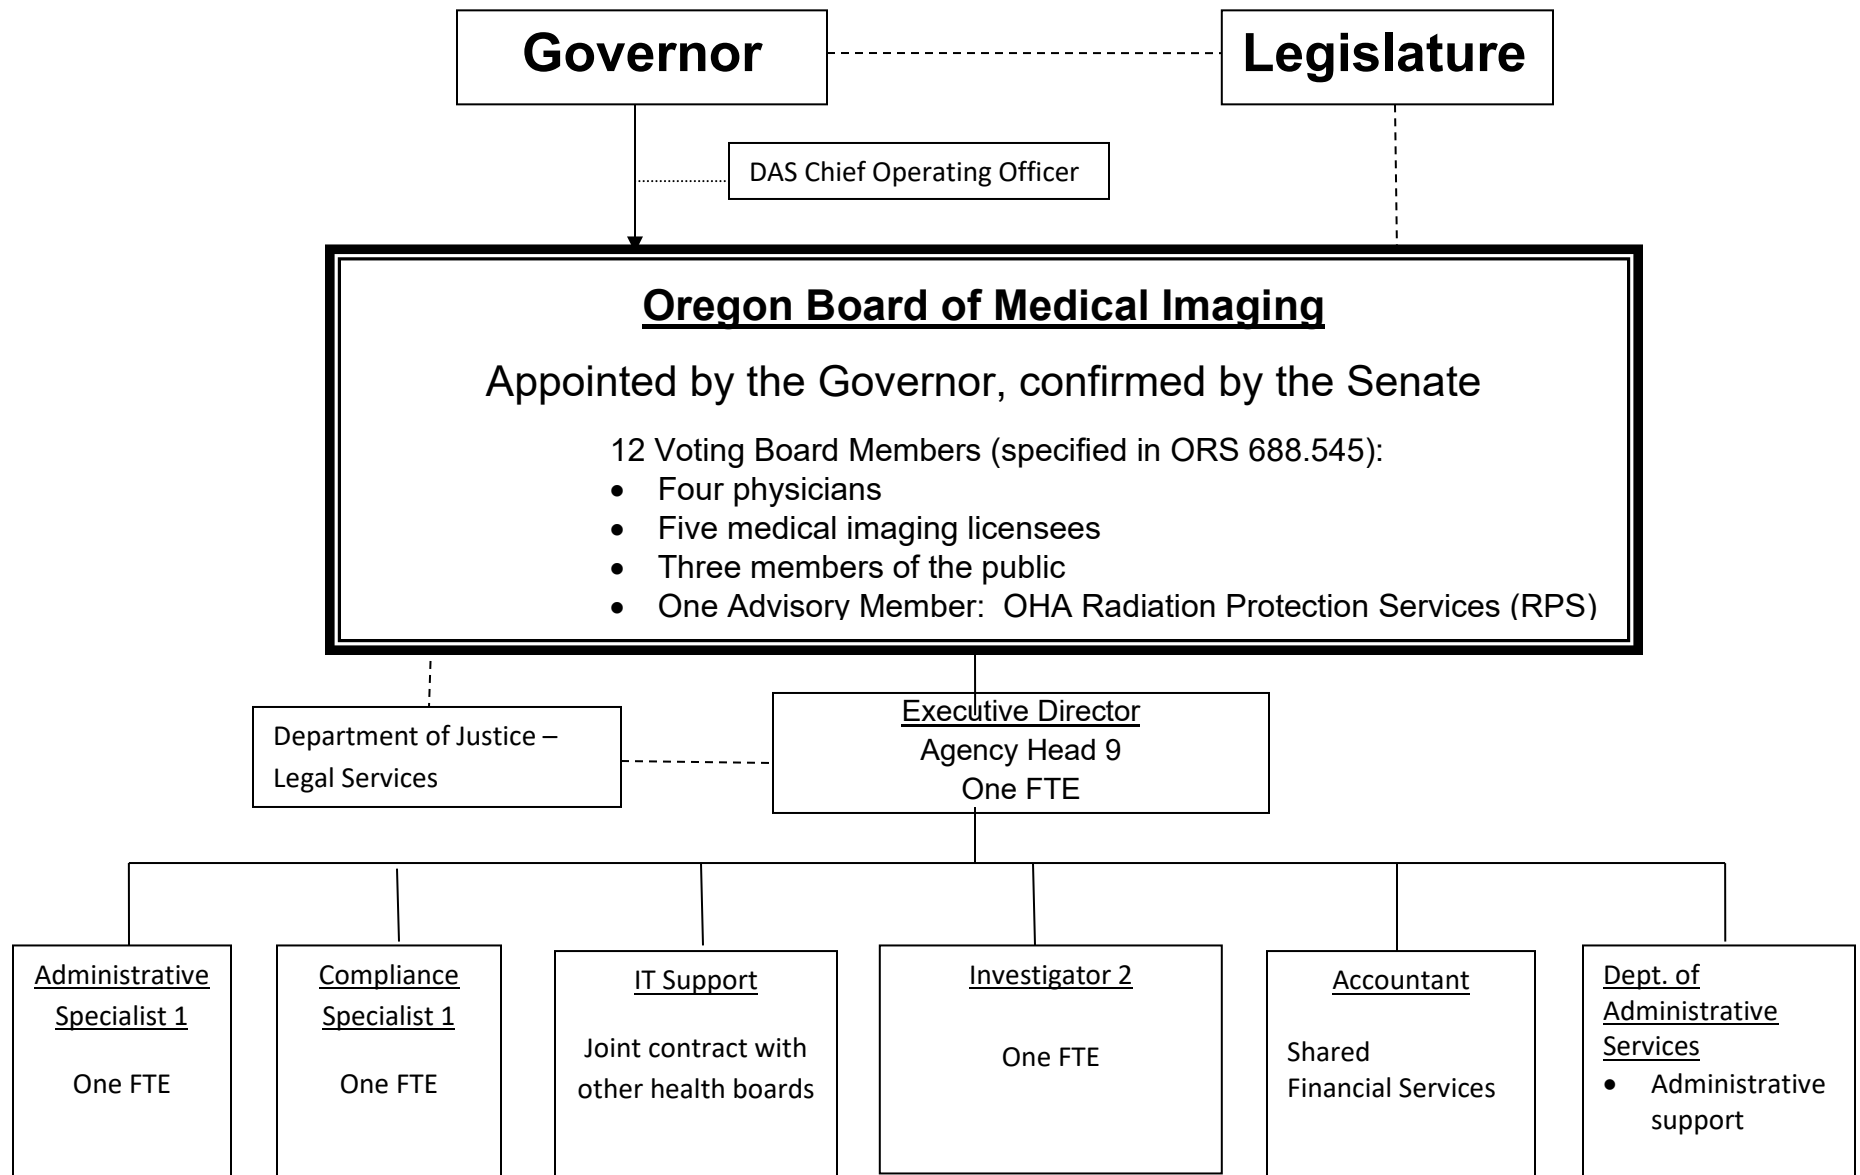 Governor
Legislature
DAS Chief Operating Officer
Oregon Board of Medical Imaging
Appointed by the Governor, confirmed by the Senate
12 Voting Board Members (specified in ORS 688.545):
• Four physicians
• Five medical imaging licensees
• Three members of the public
• One Advisory Member: OHA Radiation Protection Services (RPS)
Department of Justice –
Legal Services
Executive Director
Agency Head 9
One FTE
Administrative
Specialist 1
One FTE
Compliance
Specialist 1
One FTE
IT Support
Joint contract with
other health boards
Investigator 2
One FTE
Accountant
Shared
Financial Services
Dept. of
Administrative
Services
• Administrative
support